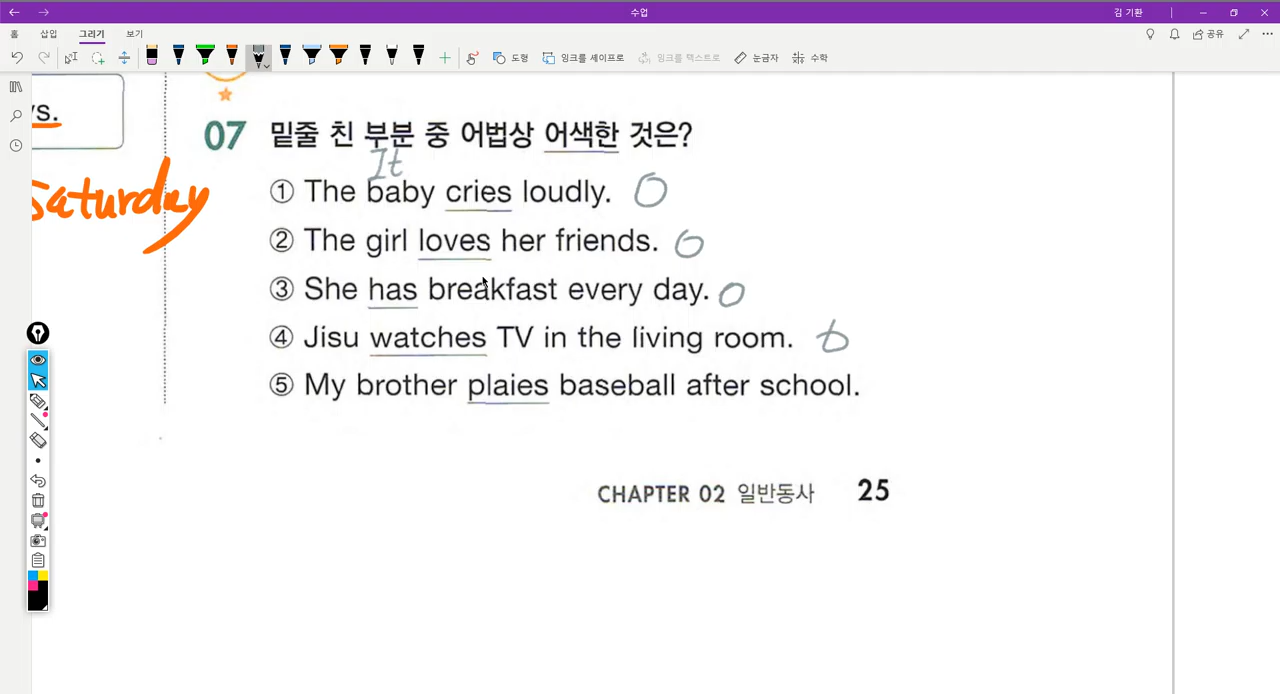 수업
김 기환
홈 삽입 그리기 보기
공유
도형 잉크를 셰이프로 잉크를 텍스트로 눈금자 수학
/s.
Saturday
07 밑줄 친 부분 중 어법상 어색한 것은?
It
① The baby cries loudly.
② The girl loves her friends.
③ She has breakfast every day.
④ Jisu watches TV in the living room.
⑤ My brother plaies baseball after school.
CHAPTER 02 일반동사 25